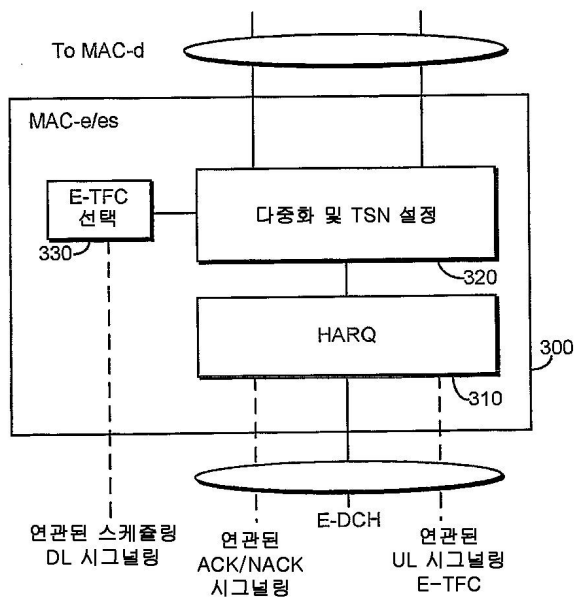 To MAC-d
MAC-e/es
E-TFC
선택
330
다중화 및 TSN 설정
320
HARQ
310
300
E-DCH
연관된 스케쥴링
DL 시그널링
연관된
ACK/NACK
시그널링
연관된
UL 시그널링
E-TFC